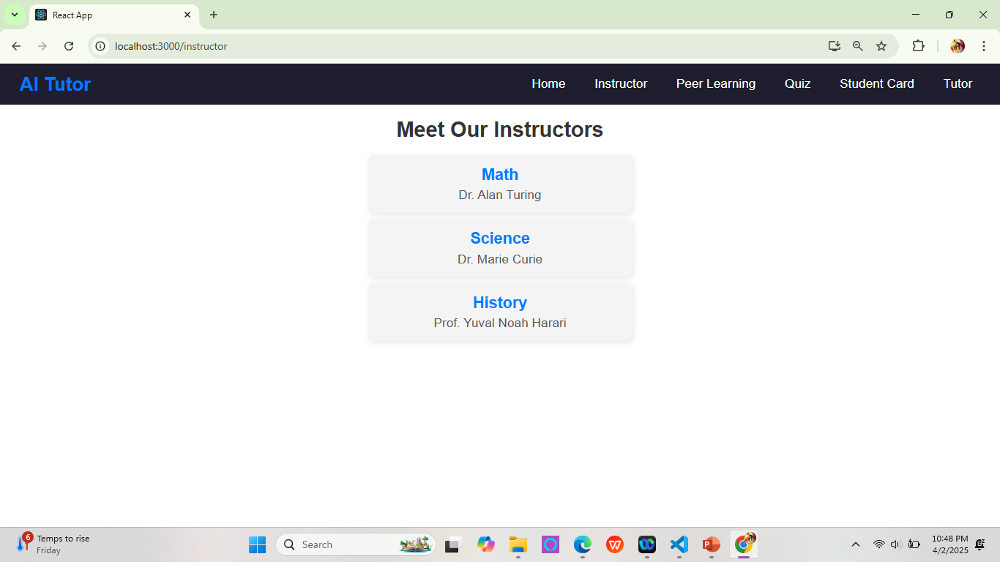 React App
localhost:3000/instructor
AI Tutor
Home Instructor Peer Learning Quiz Student Card Tutor
Meet Our Instructors
Math
Dr. Alan Turing
Science
Dr. Marie Curie
History
Prof. Yuval Noah Harari
6
Temps to rise
Friday
Search
10:48 PM
4/2/2025